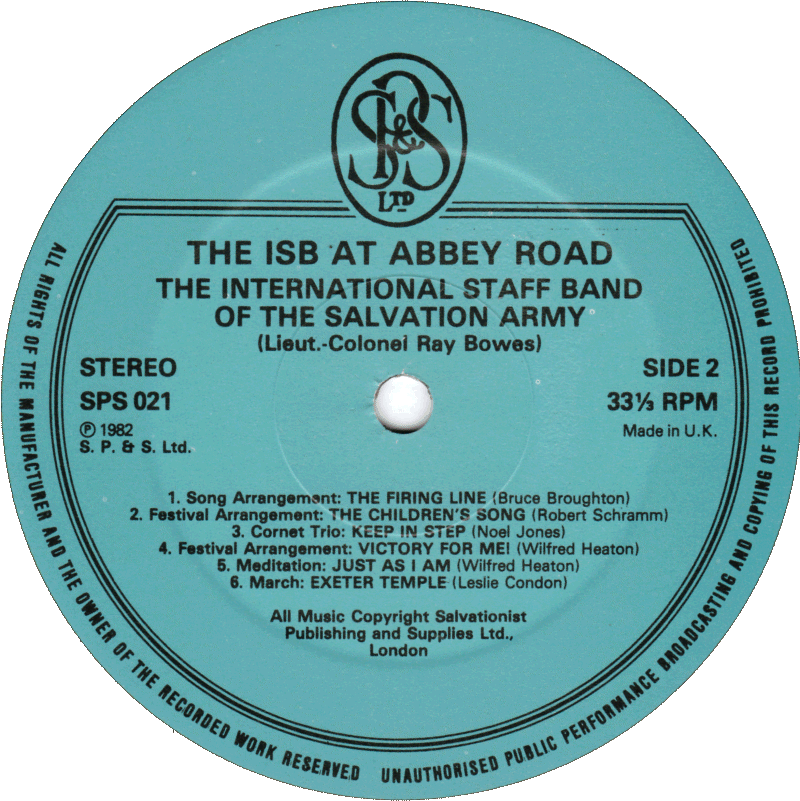 SP&S
LTD
THE ISB AT ABBEY ROAD
THE INTERNATIONAL STAFF BAND
OF THE SALVATION ARMY
(Lieut.-Colonel Ray Bowes)
STEREO
SPS 021
Ⓟ 1982
S. P. & S. Ltd.
SIDE 2
33⅓ RPM
Made in U.K.
1. Song Arrangement: THE FIRING LINE (Bruce Broughton)
2. Festival Arrangement: THE CHILDREN'S SONG (Robert Schramm)
3. Cornet Trio: KEEP IN STEP (Noel Jones)
4. Festival Arrangement: VICTORY FOR ME! (Wilfred Heaton)
5. Meditation: JUST AS I AM (Wilfred Heaton)
6. March: EXETER TEMPLE (Leslie Condon)
All Music Copyright Salvationist
Publishing and Supplies Ltd.,
London
ALL RIGHTS OF THE MANUFACTURER AND THE OWNER OF THE RECORDED WORK RESERVED UNAUTHORISED PUBLIC PERFORMANCE BROADCASTING AND COPYING OF THIS RECORD PROHIBITED